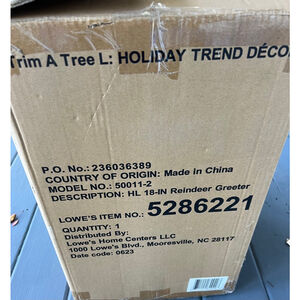 Trim A Tree L: HOLIDAY TREND DÉCO
P.O. No.: 236036389
COUNTRY OF ORIGIN: Made in China
MODEL NO.: 50011-2
DESCRIPTION: HL 18-IN Reindeer Greeter
LOWE'S ITEM NO.: 5286221
QUANTITY: 1
Distributed By:
Lowe's Home Centers LLC
1000 Lowe's Blvd., Mooresville, NC 28117
Date code: 0623